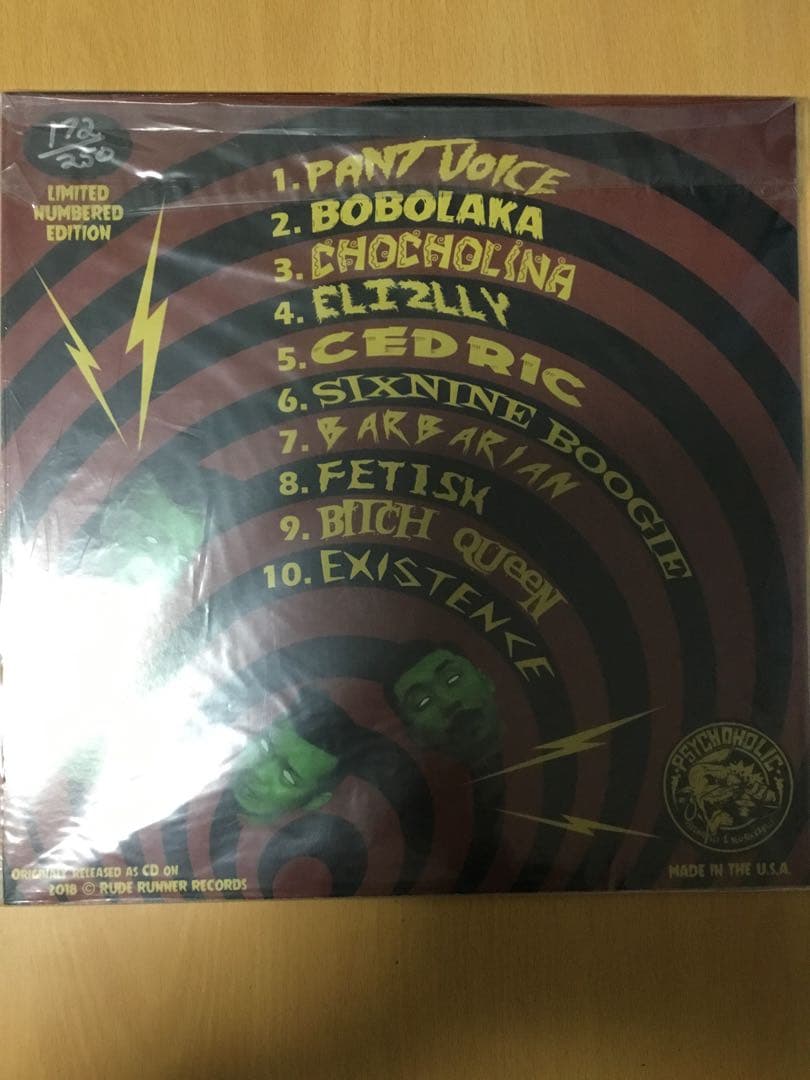 192/250
LIMITED
NUMBERED
EDITION
1. PANT VOICE
2. BOBOLAKA
3. CHOCHOLINA
4. ELIZLLY
5. CEDRIC
6. SIXNINE BOOGIE
7. BARBARIAN
8. FETISH
9. BITCH QUEEN
10. EXISTENCE
PSYCHOHOLIC
ORIGINALLY RELEASED AS CD ON
2018 © RUDE RUNNER RECORDS
MADE IN THE U.S.A.